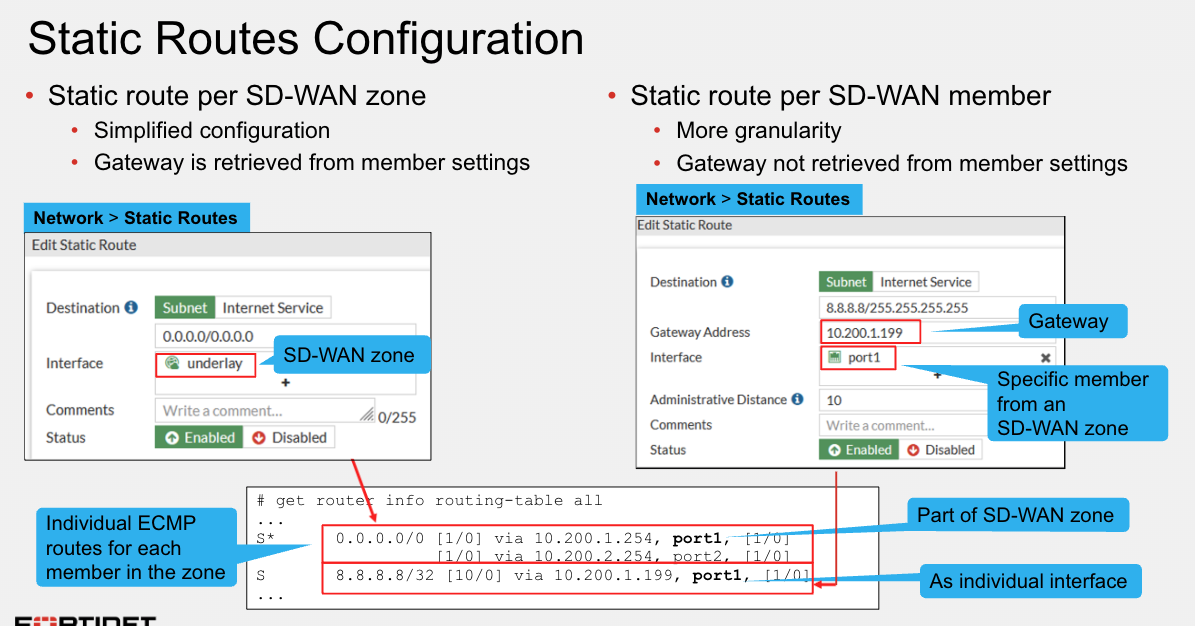 Static Routes Configuration
• Static route per SD-WAN zone
• Simplified configuration
• Gateway is retrieved from member settings
Network > Static Routes
Edit Static Route
Destination
Subnet Internet Service
0.0.0.0/0.0.0.0
Interface
underlay
SD-WAN zone
+
Comments
Write a comment...
0/255
Status
Enabled Disabled
• Static route per SD-WAN member
• More granularity
• Gateway not retrieved from member settings
Network > Static Routes
Edit Static Route
Destination
Subnet Internet Service
8.8.8.8/255.255.255.255
Gateway Address
10.200.1.199
Gateway
Interface
port1
+
Specific member
from an
SD-WAN zone
Administrative Distance
10
Comments
Write a comment...
Status
Enabled Disabled
Individual ECMP
routes for each
member in the zone
# get router info routing-table all
...
S* 0.0.0.0/0 [1/0] via 10.200.1.254, port1, [1/0]
[1/0] via 10.200.2.254, port2, [1/0]
S 8.8.8.8/32 [10/0] via 10.200.1.199, port1, [1/0]
...
Part of SD-WAN zone
As individual interface
FORTINET